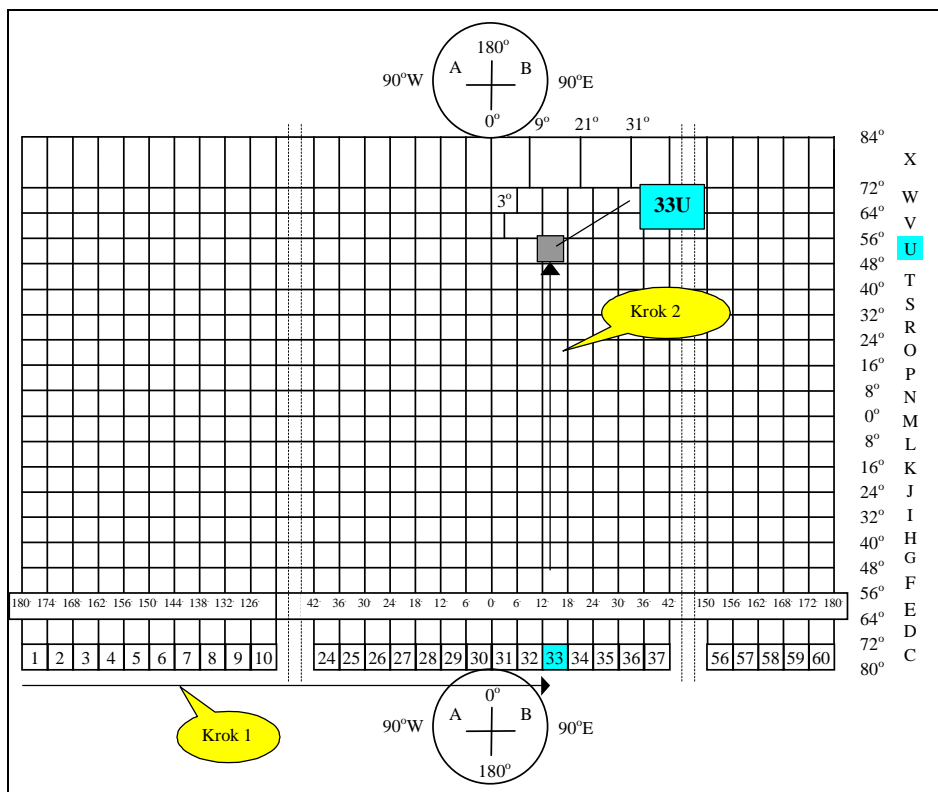 180°
A B
90°W 90°E
0°
9° 21° 31°
84°
X
72°
3°
33U
W
64°
V
56°
U
48°
T
40°
S
Krok 2
32°
R
24°
O
16°
P
8°
N
0°
M
8°
L
16°
K
24°
J
32°
I
40°
H
48°
G
F
56°
180 174 168 162 156 150 144 138 132 126 42 36 30 24 18 12 6 0 6 12 18 24 30 36 42 150 156 162 168 172 180
E
64°
D
72°
1 2 3 4 5 6 7 8 9 10 24 25 26 27 28 29 30 31 32 33 34 35 36 37 56 57 58 59 60
C
80°
0°
A B
90°W 90°E
Krok 1
180°